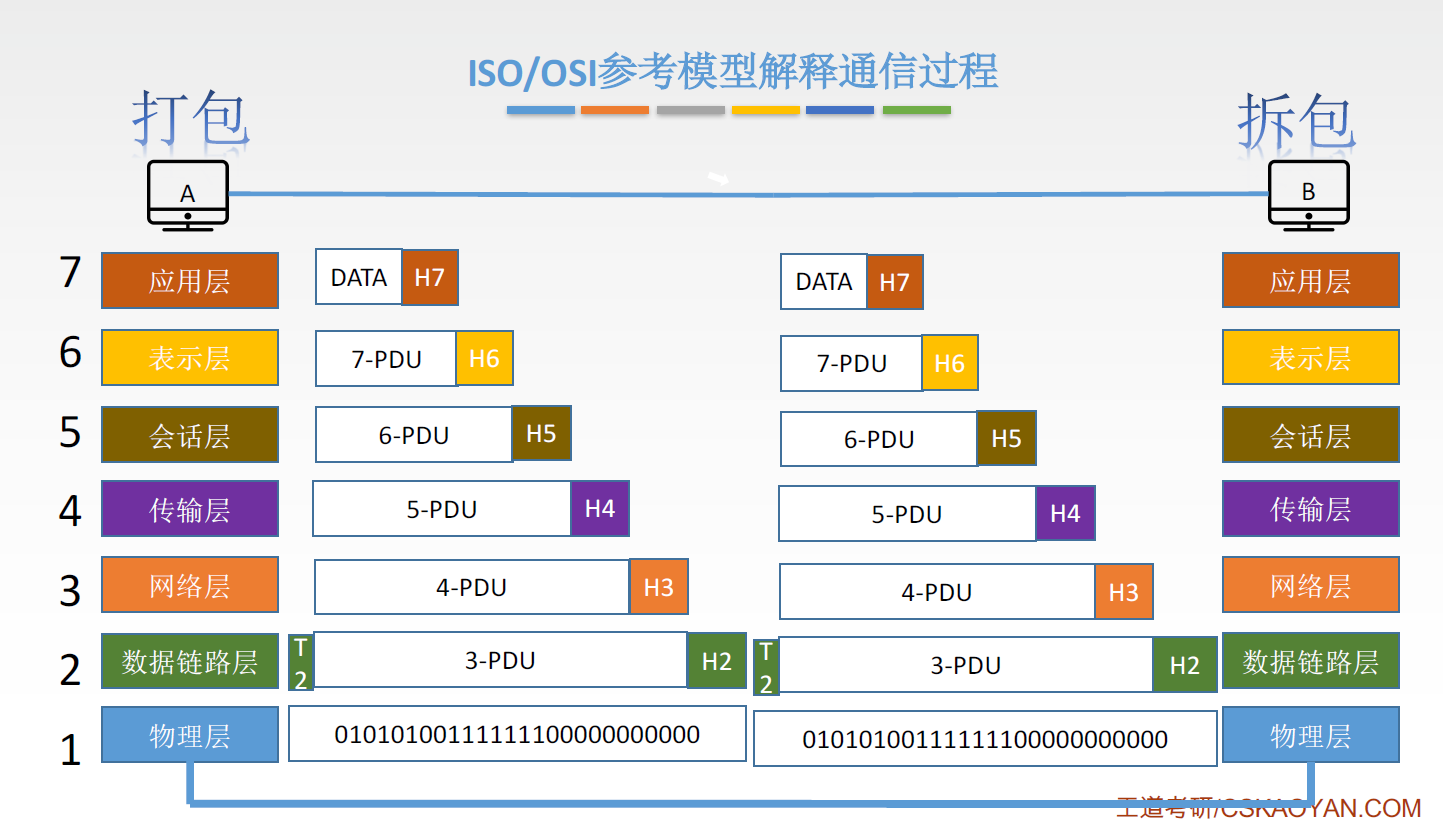 ISO/OSI参考模型解释通信过程
打包
拆包
A
B
7
应用层
DATA
H7
DATA
H7
应用层
6
表示层
7-PDU
H6
7-PDU
H6
表示层
5
会话层
6-PDU
H5
6-PDU
H5
会话层
4
传输层
5-PDU
H4
5-PDU
H4
传输层
3
网络层
4-PDU
H3
4-PDU
H3
网络层
2
数据链路层
T2
3-PDU
H2
T2
3-PDU
H2
数据链路层
1
物理层
0101010011111111100000000000
0101010011111111100000000000
物理层
王道考研/CSKAOYAN.COM